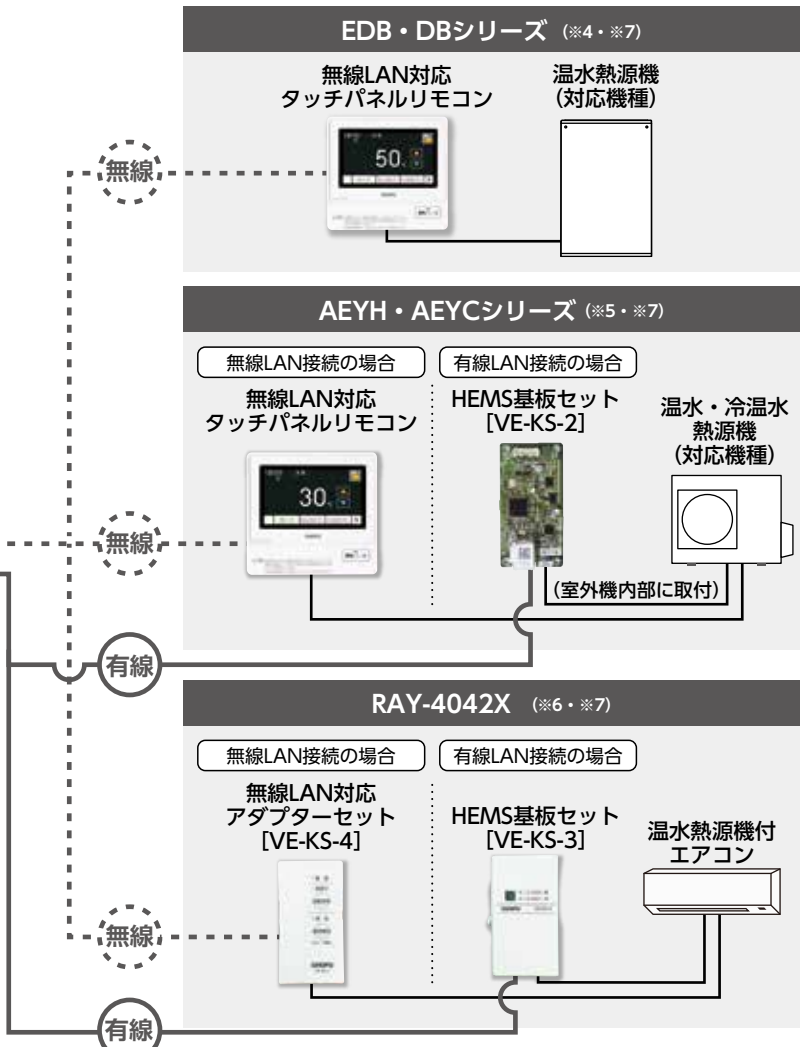 EDB・DBシリーズ (※4・※7)
無線LAN対応
タッチパネルリモコン
温水熱源機
(対応機種)
50
無線
AEYH・AEYCシリーズ (※5・※7)
無線LAN接続の場合
有線LAN接続の場合
無線LAN対応
タッチパネルリモコン
HEMS基板セット
[VE-KS-2]
温水・冷温水
熱源機
(対応機種)
30
無線
(室外機内部に取付)
有線
RAY-4042X (※6・※7)
無線LAN接続の場合
有線LAN接続の場合
無線LAN対応
アダプターセット
[VE-KS-4]
HEMS基板セット
[VE-KS-3]
温水熱源機付
エアコン
無線
有線